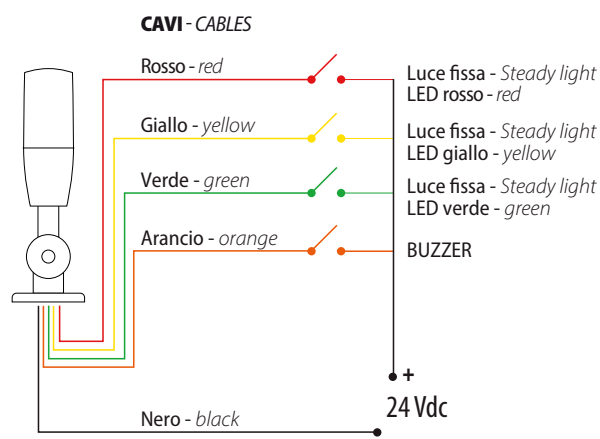 CAVI - CABLES
Rosso - red
Luce fissa - Steady light
LED rosso - red
Giallo - yellow
Luce fissa - Steady light
LED giallo - yellow
Verde - green
Luce fissa - Steady light
LED verde - green
Arancio - orange
BUZZER
+
24 Vdc
Nero - black